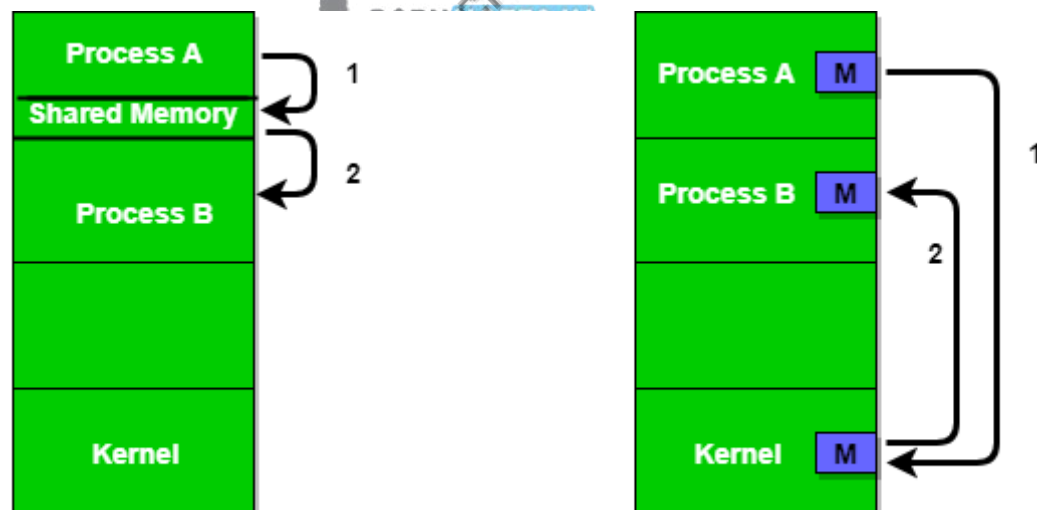 Process A
1
Shared Memory
2
Process B
Kernel
Process A M
1
Process B M
2
Kernel M